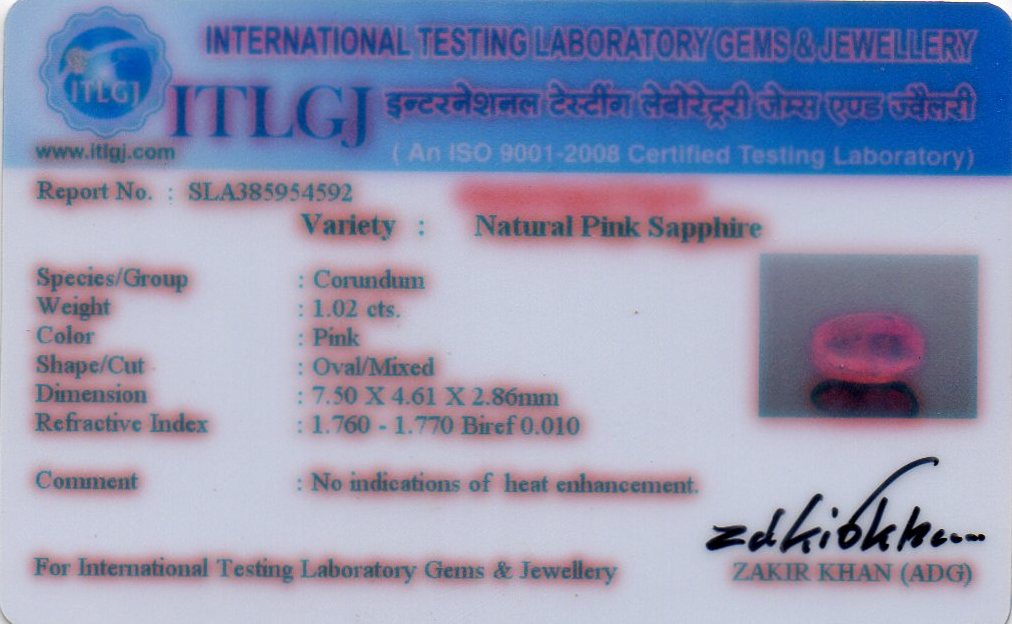 INTERNATIONAL TESTING LABORATORY GEMS & JEWELLERY
ITLGJ
ITLGJ इन्टरनेशनल टेस्टींग लेबोरेट्री जेम्स एण्ड ज्वैलरी
www.itlgj.com
( An ISO 9001-2008 Certified Testing Laboratory)
Report No. : SLA385954592
Variety : Natural Pink Sapphire
Species/Group : Corundum
Weight : 1.02 cts.
Color : Pink
Shape/Cut : Oval/Mixed
Dimension : 7.50 X 4.61 X 2.86mm
Refractive Index : 1.760 - 1.770 Biref 0.010
Comment : No indications of heat enhancement.
zakirkhan
For International Testing Laboratory Gems & Jewellery
ZAKIR KHAN (ADG)